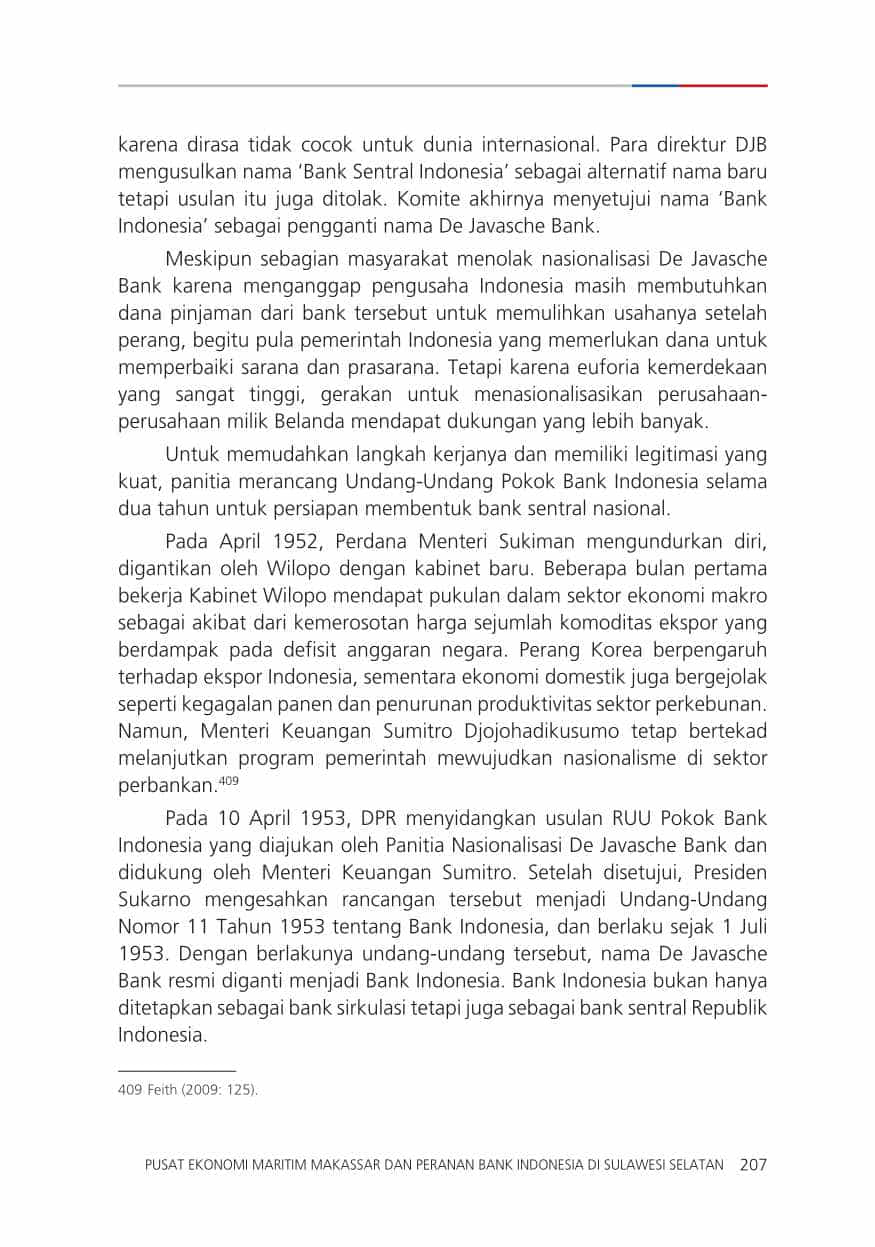 karena dirasa tidak cocok untuk dunia internasional. Para direktur DJB
mengusulkan nama ‘Bank Sentral Indonesia’ sebagai alternatif nama baru
tetapi usulan itu juga ditolak. Komite akhirnya menyetujui nama ‘Bank
Indonesia’ sebagai pengganti nama De Javasche Bank.
Meskipun sebagian masyarakat menolak nasionalisasi De Javasche
Bank karena menganggap pengusaha Indonesia masih membutuhkan
dana pinjaman dari bank tersebut untuk memulihkan usahanya setelah
perang, begitu pula pemerintah Indonesia yang memerlukan dana untuk
memperbaiki sarana dan prasarana. Tetapi karena euforia kemerdekaan
yang sangat tinggi, gerakan untuk menasionalisasikan perusahaan-
perusahaan milik Belanda mendapat dukungan yang lebih banyak.
Untuk memudahkan langkah kerjanya dan memiliki legitimasi yang
kuat, panitia merancang Undang-Undang Pokok Bank Indonesia selama
dua tahun untuk persiapan membentuk bank sentral nasional.
Pada April 1952, Perdana Menteri Sukiman mengundurkan diri,
digantikan oleh Wilopo dengan kabinet baru. Beberapa bulan pertama
bekerja Kabinet Wilopo mendapat pukulan dalam sektor ekonomi makro
sebagai akibat dari kemerosotan harga sejumlah komoditas ekspor yang
berdampak pada defisit anggaran negara. Perang Korea berpengaruh
terhadap ekspor Indonesia, sementara ekonomi domestik juga bergejolak
seperti kegagalan panen dan penurunan produktivitas sektor perkebunan.
Namun, Menteri Keuangan Sumitro Djojohadikusumo tetap bertekad
melanjutkan program pemerintah mewujudkan nasionalisme di sektor
perbankan.409
Pada 10 April 1953, DPR menyidangkan usulan RUU Pokok Bank
Indonesia yang diajukan oleh Panitia Nasionalisasi De Javasche Bank dan
didukung oleh Menteri Keuangan Sumitro. Setelah disetujui, Presiden
Sukarno mengesahkan rancangan tersebut menjadi Undang-Undang
Nomor 11 Tahun 1953 tentang Bank Indonesia, dan berlaku sejak 1 Juli
1953. Dengan berlakunya undang-undang tersebut, nama De Javasche
Bank resmi diganti menjadi Bank Indonesia. Bank Indonesia bukan hanya
ditetapkan sebagai bank sirkulasi tetapi juga sebagai bank sentral Republik
Indonesia.
409 Feith (2009: 125).
PUSAT EKONOMI MARITIM MAKASSAR DAN PERANAN BANK INDONESIA DI SULAWESI SELATAN 207